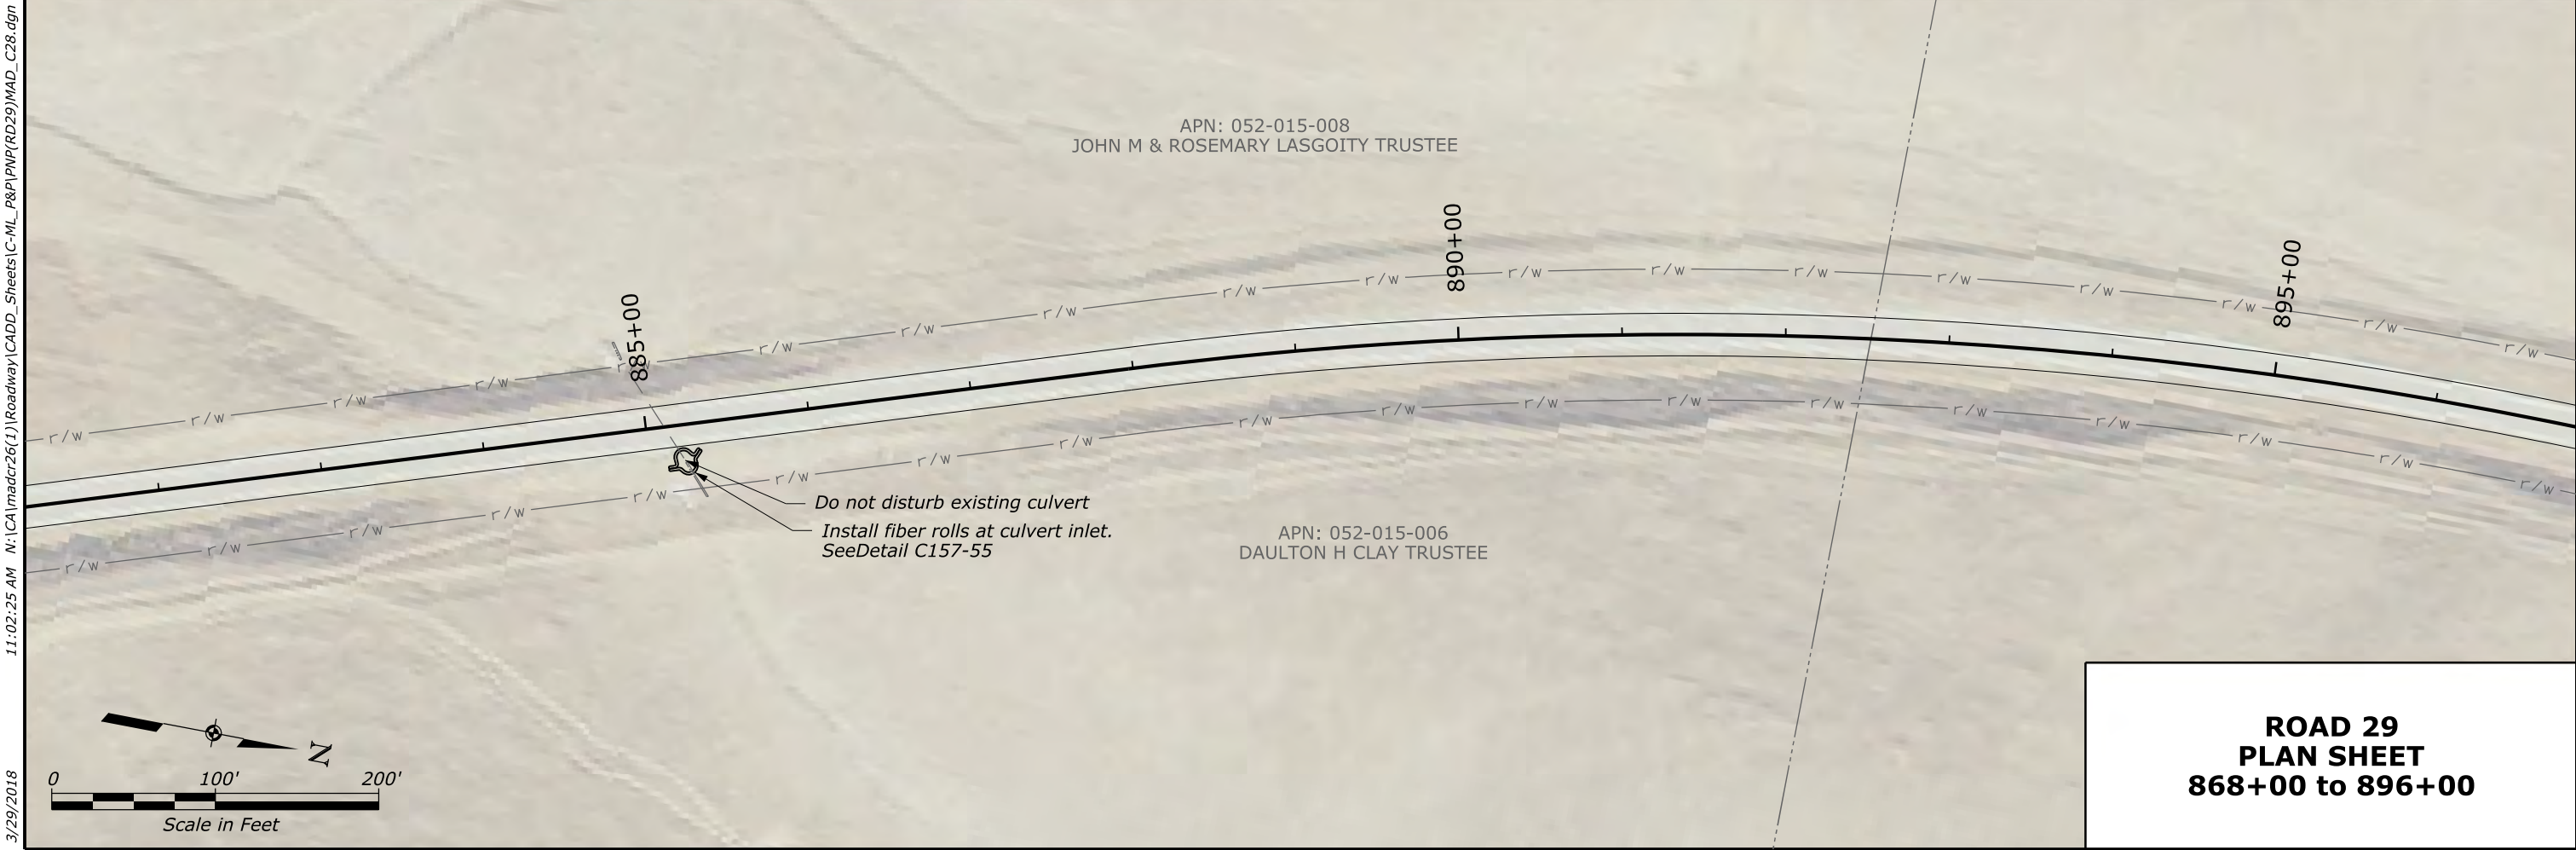 3/29/2018 11:02:25 AM N:\CA\madcr26(1)\Roadway\CADD_Sheets\C-ML_P&P\PNP(RD29)MAD_C28.dgn
APN: 052-015-008
JOHN M & ROSEMARY LASGOITY TRUSTEE
885+00
890+00
895+00
r/w r/w r/w r/w r/w r/w r/w r/w r/w r/w r/w r/w r/w r/w r/w r/w r/w r/w
r/w r/w r/w r/w r/w r/w r/w r/w r/w r/w r/w r/w r/w r/w r/w r/w r/w r/w
Do not disturb existing culvert
Install fiber rolls at culvert inlet.
SeeDetail C157-55
APN: 052-015-006
DAULTON H CLAY TRUSTEE
N
0 100' 200'
Scale in Feet
ROAD 29
PLAN SHEET
868+00 to 896+00